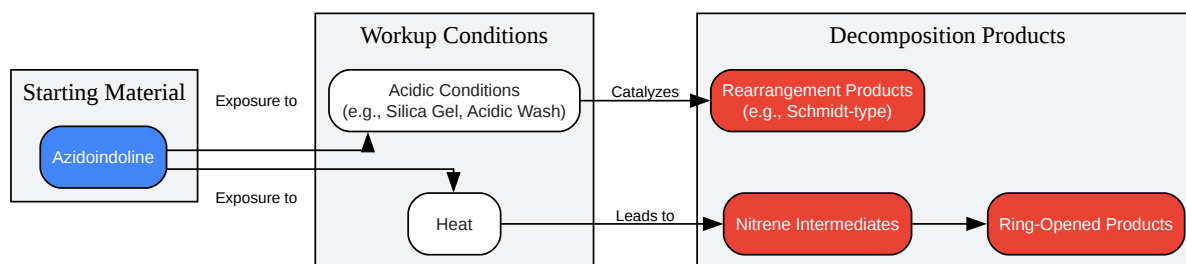 Starting Material
Azidoindoline
Exposure to
Exposure to
Workup Conditions
Acidic Conditions
(e.g., Silica Gel, Acidic Wash)
Heat
Catalyzes
Leads to
Decomposition Products
Rearrangement Products
(e.g., Schmidt-type)
Nitrene Intermediates
Ring-Opened Products